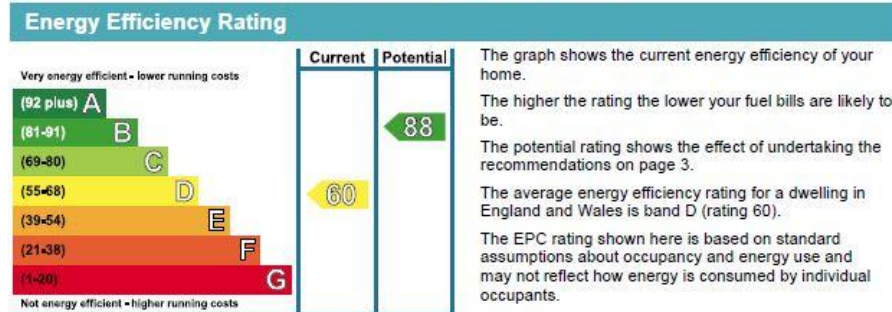 Energy Efficiency Rating
Current Potential
Very energy efficient - lower running costs
(92 plus) A
(81-91) B
88
(69-80) C
(55-68) D
60
(39-54) E
(21-38) F
(1-20) G
Not energy efficient - higher running costs
The graph shows the current energy efficiency of your
home.
The higher the rating the lower your fuel bills are likely to
be.
The potential rating shows the effect of undertaking the
recommendations on page 3.
The average energy efficiency rating for a dwelling in
England and Wales is band D (rating 60).
The EPC rating shown here is based on standard
assumptions about occupancy and energy use and
may not reflect how energy is consumed by individual
occupants.